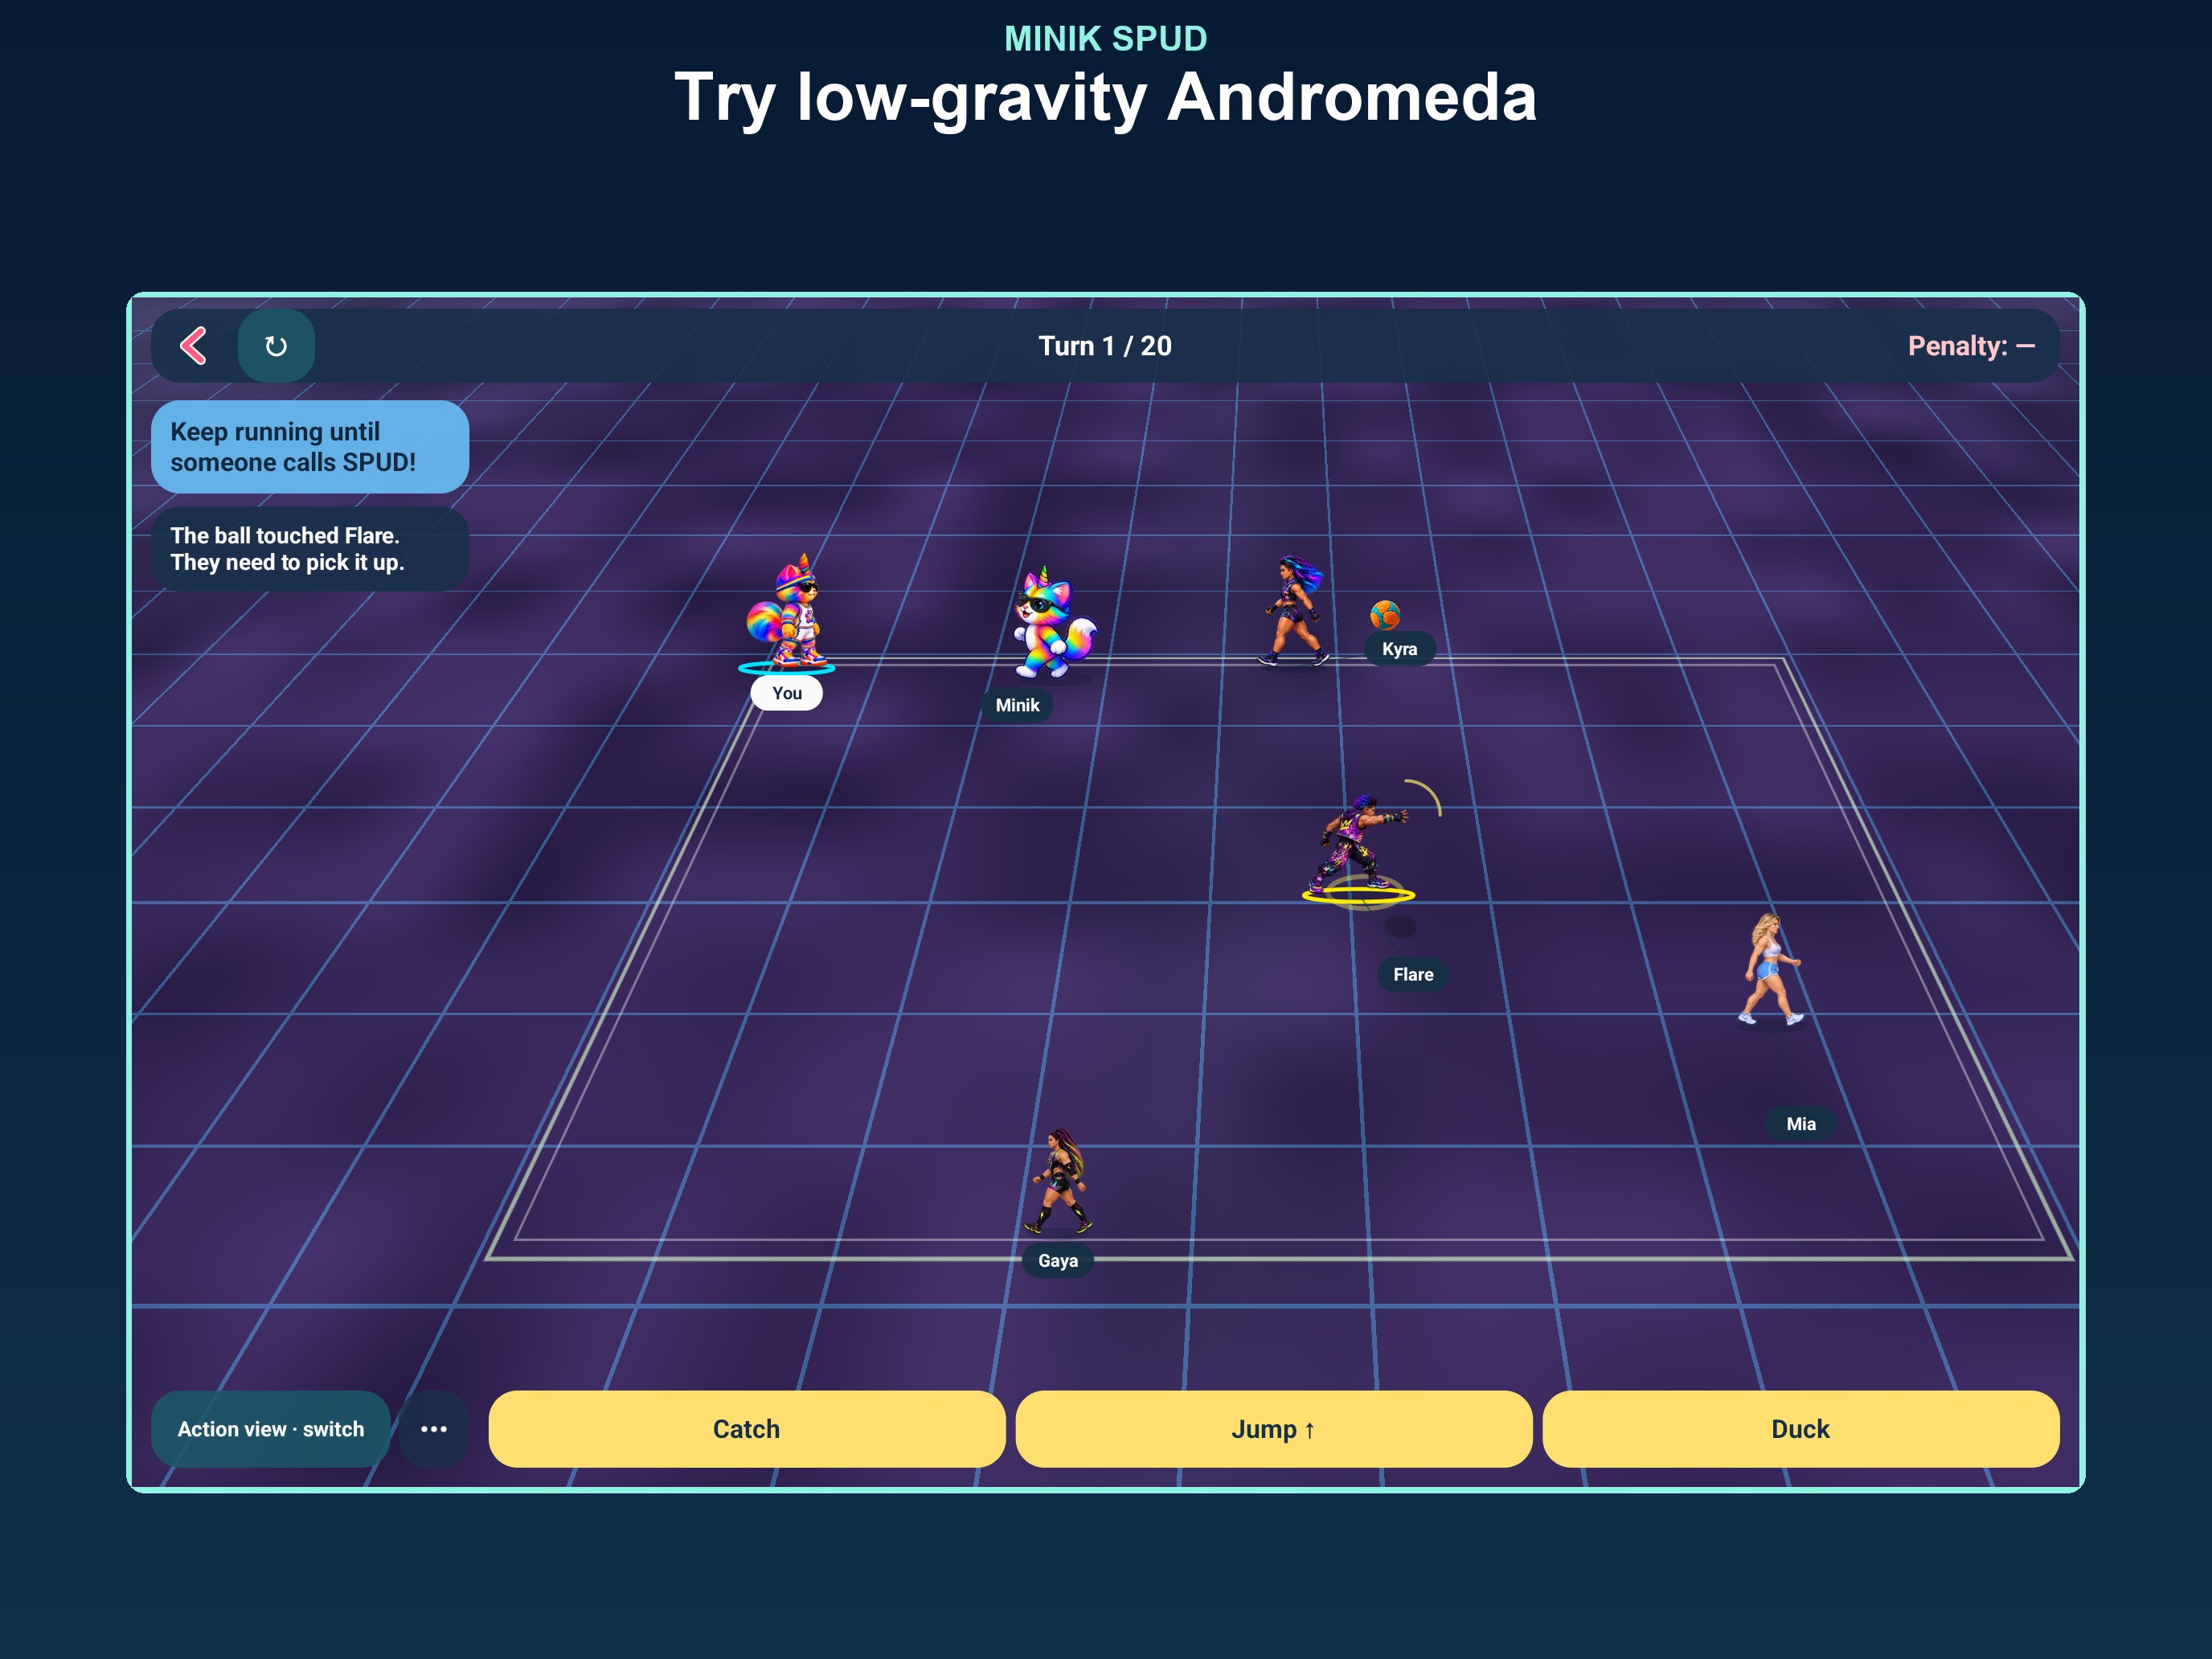 MINIK SPUD
Try low-gravity Andromeda
↻
Turn 1 / 20
Penalty: —
Keep running until
someone calls SPUD!
The ball touched Flare.
They need to pick it up.
Kyra
You
Minik
Flare
Mia
Gaya
Action view · switch
•••
Catch
Jump ↑
Duck